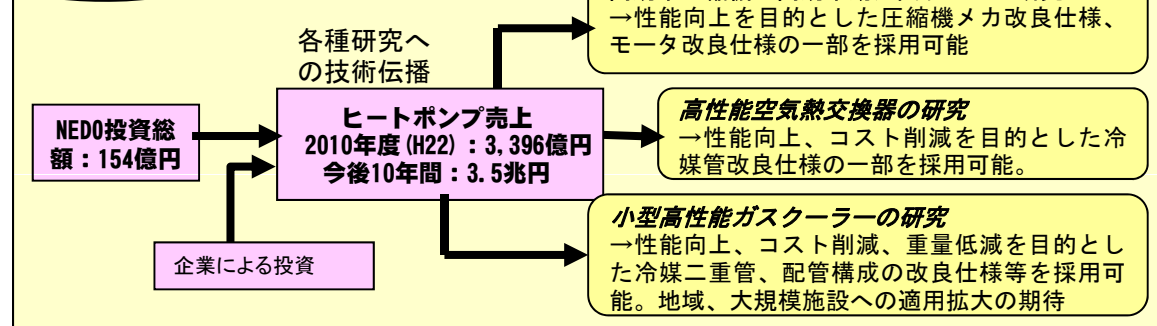 →性能向上を目的とした圧縮機メカ改良仕様、
モータ改良仕様の一部を採用可能
各種研究へ
の技術伝播
NEDO投資総
額：154億円
ヒートポンプ売上
2010年度(H22)：3,396億円
今後10年間：3.5兆円
高性能空気熱交換器の研究
→性能向上、コスト削減を目的とした冷
媒管改良仕様の一部を採用可能。
企業による投資
小型高性能ガスクーラーの研究
→性能向上、コスト削減、重量低減を目的とし
た冷媒二重管、配管構成の改良仕様等を採用可
能。地域、大規模施設への適用拡大の期待